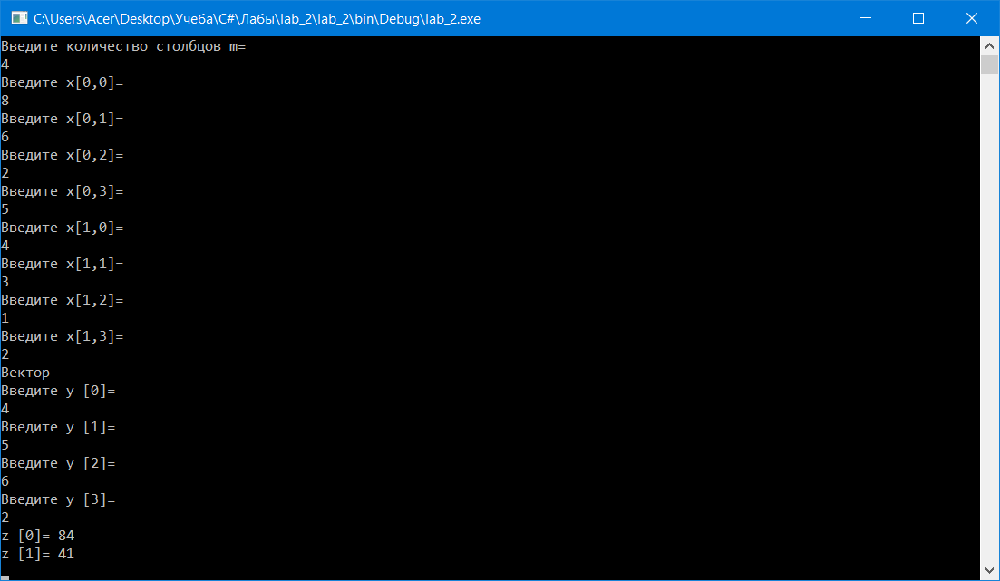 C:\Users\Acer\Desktop\Учеба\C#\Лабы\lab_2\lab_2\bin\Debug\lab_2.exe
Введите количество столбцов m=
4
Введите x[0,0]=
8
Введите x[0,1]=
6
Введите x[0,2]=
2
Введите x[0,3]=
5
Введите x[1,0]=
4
Введите x[1,1]=
3
Введите x[1,2]=
1
Введите x[1,3]=
2
Вектор
Введите y [0]=
4
Введите y [1]=
5
Введите y [2]=
6
Введите y [3]=
2
z [0]= 84
z [1]= 41